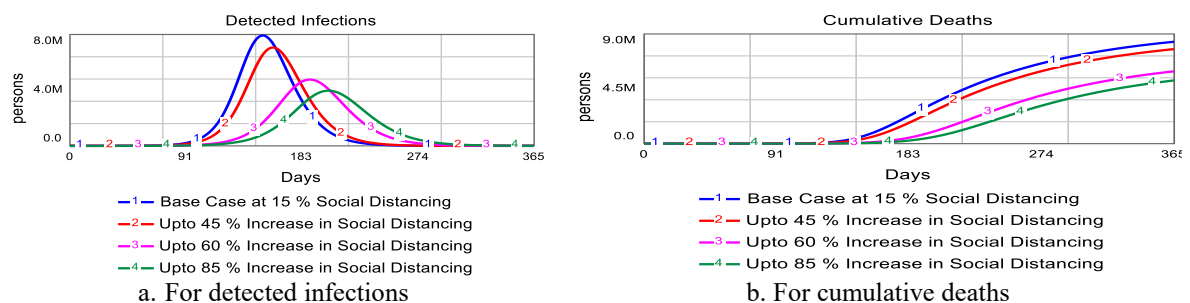 Detected Infections
8.0M
4.0M
0.0
persons
1 2 3 4 1 2 3 4 1 2 3 4 1 2 3 4
0 91 183 274 365
Days
1 Base Case at 15 % Social Distancing
2 Upto 45 % Increase in Social Distancing
3 Upto 60 % Increase in Social Distancing
4 Upto 85 % Increase in Social Distancing
a. For detected infections
Cumulative Deaths
9.0M
4.5M
0.0
persons
1 2 3 4 1 2 3 4 1 2 3 4 1 2 3 4
0 91 183 274 365
Days
1 Base Case at 15 % Social Distancing
2 Upto 45 % Increase in Social Distancing
3 Upto 60 % Increase in Social Distancing
4 Upto 85 % Increase in Social Distancing
b. For cumulative deaths